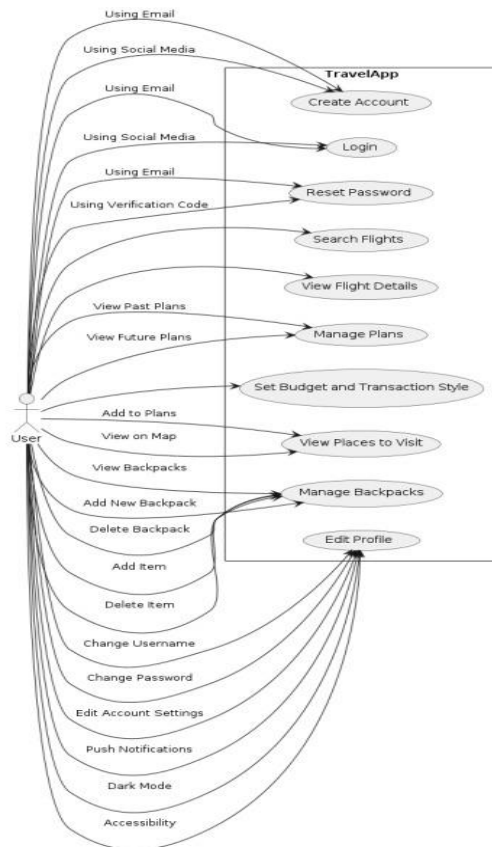 Using Email
Using Social Media
TravelApp
Using Email
Create Account
Using Social Media
Login
Using Email
Reset Password
Using Verification Code
Search Flights
View Flight Details
View Past Plans
Manage Plans
View Future Plans
Set Budget and Transaction Style
Add to Plans
User
View on Map
View Places to Visit
View Backpacks
Manage Backpacks
Add New Backpack
Delete Backpack
Edit Profile
Add Item
Delete Item
Change Username
Change Password
Edit Account Settings
Push Notifications
Dark Mode
Accessibility